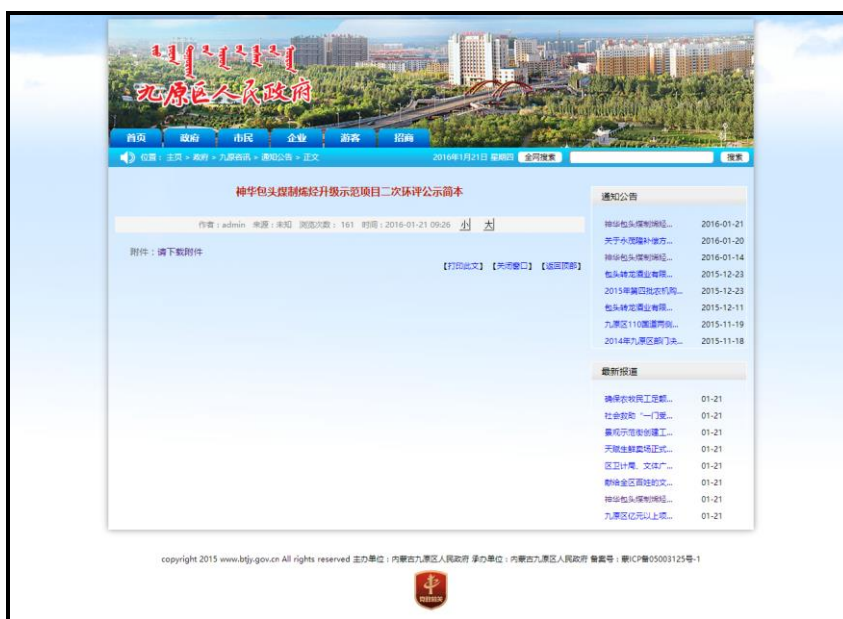 九原区人民政府
首页 政府 市民 企业 游客 招商
位置：主页 > 政府 > 九原资讯 > 通知公告 > 正文 2016年1月21日 星期四 全网搜索 搜索
神华包头煤制烯烃升级示范项目二次环评公示简本
作者：admin 来源：未知 浏览次数：161 时间：2016-01-21 09:26 小 大
附件：请下载附件
【打印此文】【关闭窗口】【返回顶部】
通知公告
神华包头煤制烯烃... 2016-01-21
关于永茂隆补偿方... 2016-01-20
神华包头煤制烯烃... 2016-01-14
包头转龙酒业有限... 2015-12-23
2015年第四批农机购... 2015-12-23
包头转龙酒业有限... 2015-12-11
九原区110国道两侧... 2015-11-19
2014年九原区部门决... 2015-11-18
最新报道
确保农牧民工足额... 01-21
社会救助“一门受... 01-21
景观示范街创建工... 01-21
天顺生鲜卖场正式... 01-21
区卫计局、文体广... 01-21
献给全区百姓的文... 01-21
神华包头煤制烯烃... 01-21
九原区亿元以上项... 01-21
copyright 2015 www.btjy.gov.cn All rights reserved 主办单位：内蒙古九原区人民政府 承办单位：内蒙古九原区人民政府 备案号：蒙ICP备05003125号-1
党政机关